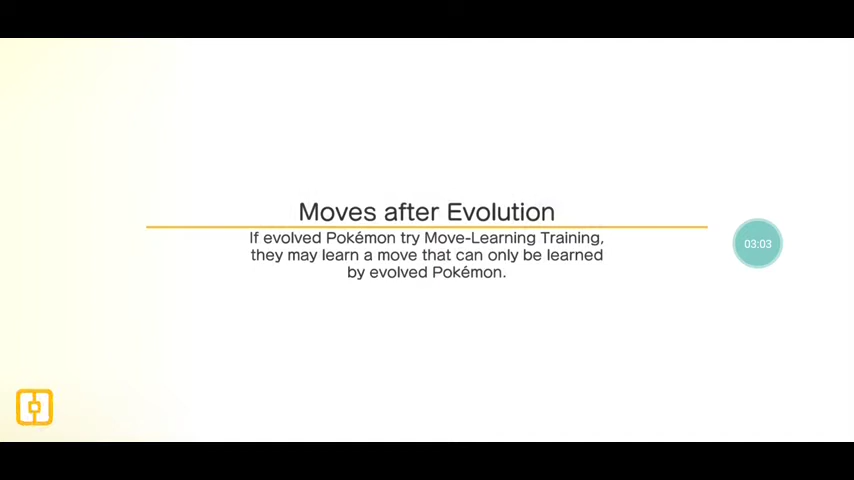 Moves after Evolution
If evolved Pokémon try Move-Learning Training,
they may learn a move that can only be learned
by evolved Pokémon.
03:03